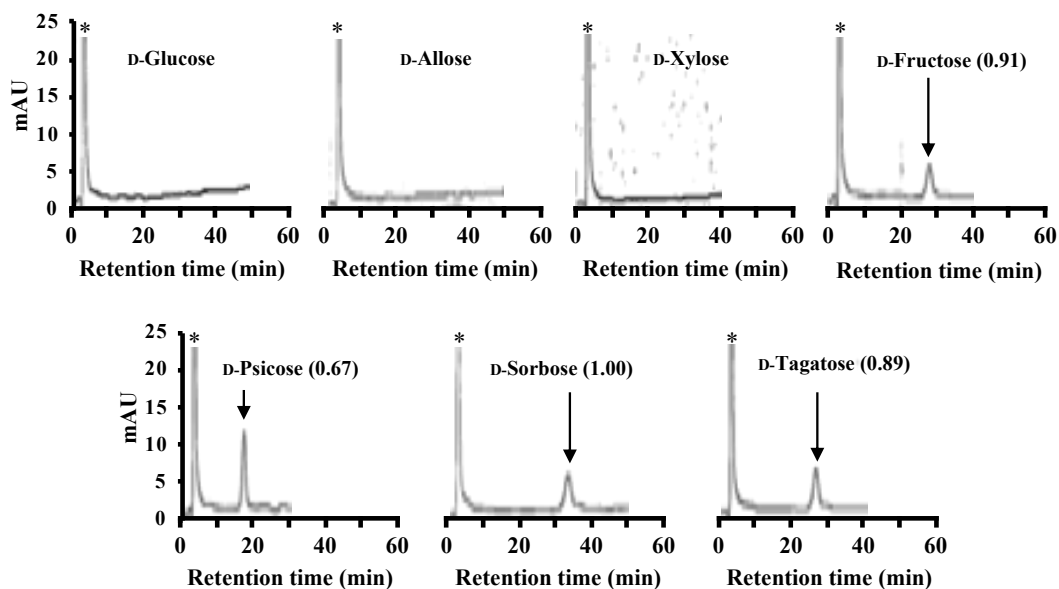 25
20
15
10
5
0
mAU
*
D-Glucose
0 20 40 60
Retention time (min)
*
D-Allose
0 20 40 60
Retention time (min)
*
D-Xylose
0 20 40 60
Retention time (min)
*
D-Fructose (0.91)
0 20 40 60
Retention time (min)
25
20
15
10
5
0
mAU
*
D-Psicose (0.67)
0 20 40 60
Retention time (min)
*
D-Sorbose (1.00)
0 20 40 60
Retention time (min)
*
D-Tagatose (0.89)
0 20 40 60
Retention time (min)